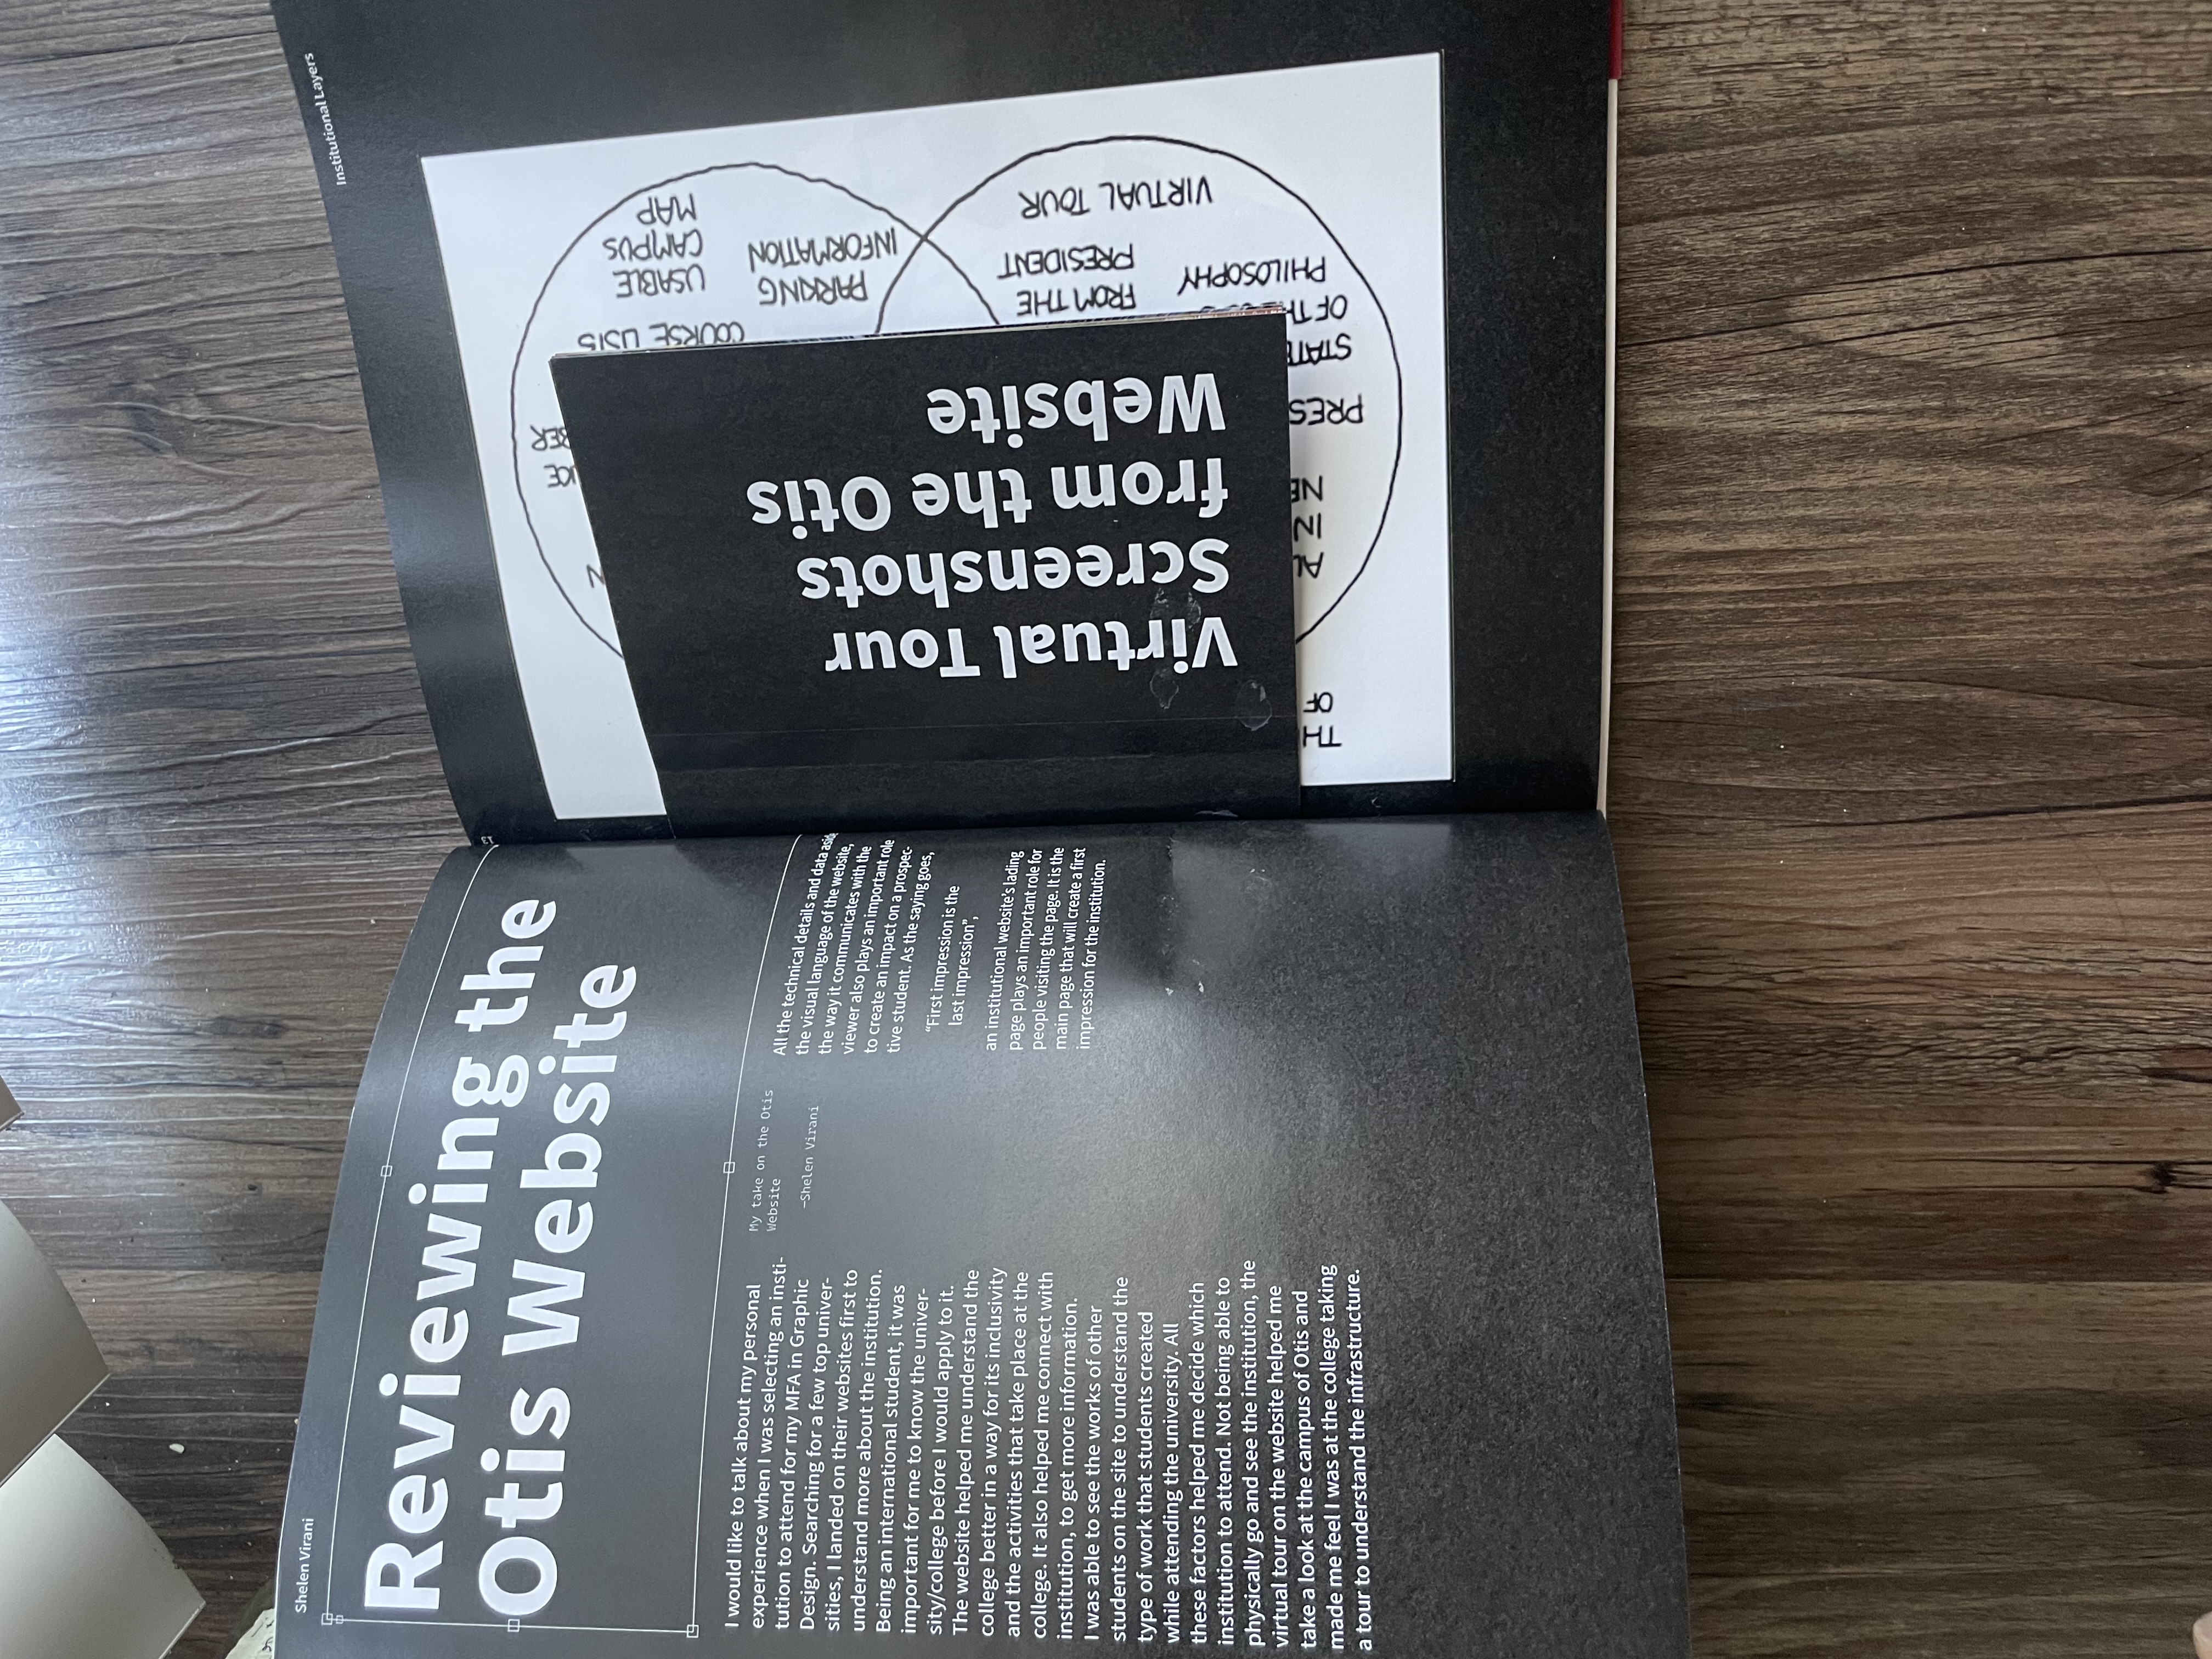 Shelen Virani
Reviewing the
Otis Website
I would like to talk about my personal
experience when I was selecting an insti-
tution to attend for my MFA in Graphic
Design. Searching for a few top univer-
sities, I landed on their websites first to
understand more about the institution.
Being an international student, it was
important for me to know the univer-
sity/college before I would apply to it.
The website helped me understand the
college better in a way for its inclusivity
and the activities that take place at the
college. It also helped me connect with
institution, to get more information.
I was able to see the works of other
students on the site to understand the
type of work that students created
while attending the university. All
these factors helped me decide which
institution to attend. Not being able to
physically go and see the institution, the
virtual tour on the website helped me
take a look at the campus of Otis and
made me feel I was at the college taking
a tour to understand the infrastructure.
My take on the Otis
Website
—Shelen Virani
All the technical details and data aside
the visual language of the website,
the way it communicates with the
viewer also plays an important role
to create an impact on a prospec-
tive student. As the saying goes,
“First impression is the
last impression”,
an institutional website's lading
page plays an important role for
people visiting the page. It is the
main page that will create a first
impression for the institution.
Institutional Layers
VIRTUAL TOUR
FROM THE
PRESIDENT
PHILOSOPHY
OF TH
STATE
PRES
NE
IN
AL
TH
OF
PARKING
INFORMATION
USABLE
CAMPUS
MAP
COURSE LISTS
BER
N
Virtual Tour
Screenshots
from the Otis
Website